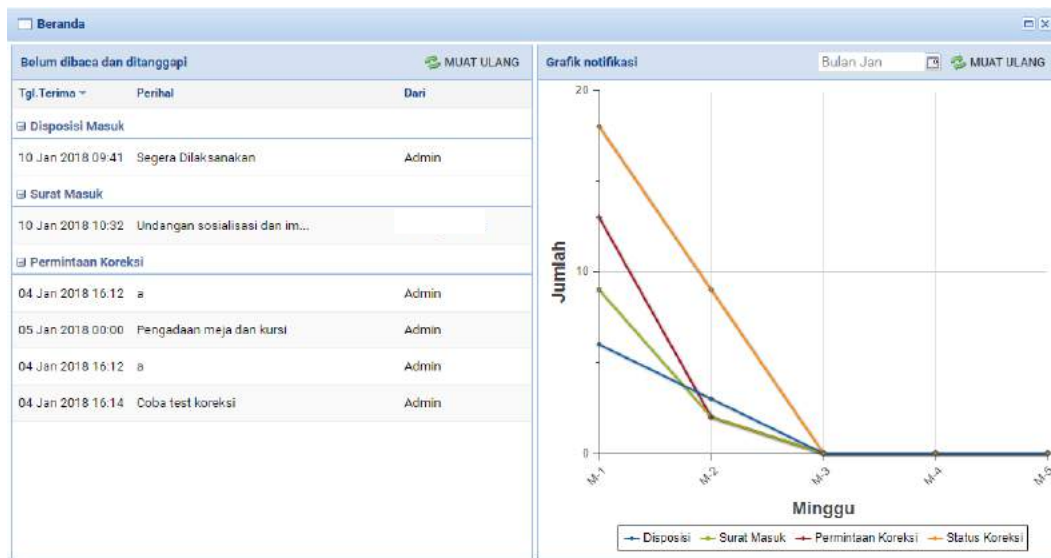 Beranda
Belum dibaca dan ditanggapi MUAT ULANG
Tgl.Terima Perihal Dari
Disposisi Masuk
10 Jan 2018 09:41 Segera Dilaksanakan Admin
Surat Masuk
10 Jan 2018 10:32 Undangan sosialisasi dan im...
Permintaan Koreksi
04 Jan 2018 16:12 a Admin
05 Jan 2018 00:00 Pengadaan meja dan kursi Admin
04 Jan 2018 16:12 a Admin
04 Jan 2018 16:14 Coba test koreksi Admin
Grafik notifikasi Bulan Jan MUAT ULANG
20
10
0
Jumlah
M-1 M-2 M-3 M-4 M-5
Minggu
Disposisi Surat Masuk Permintaan Koreksi Status Koreksi